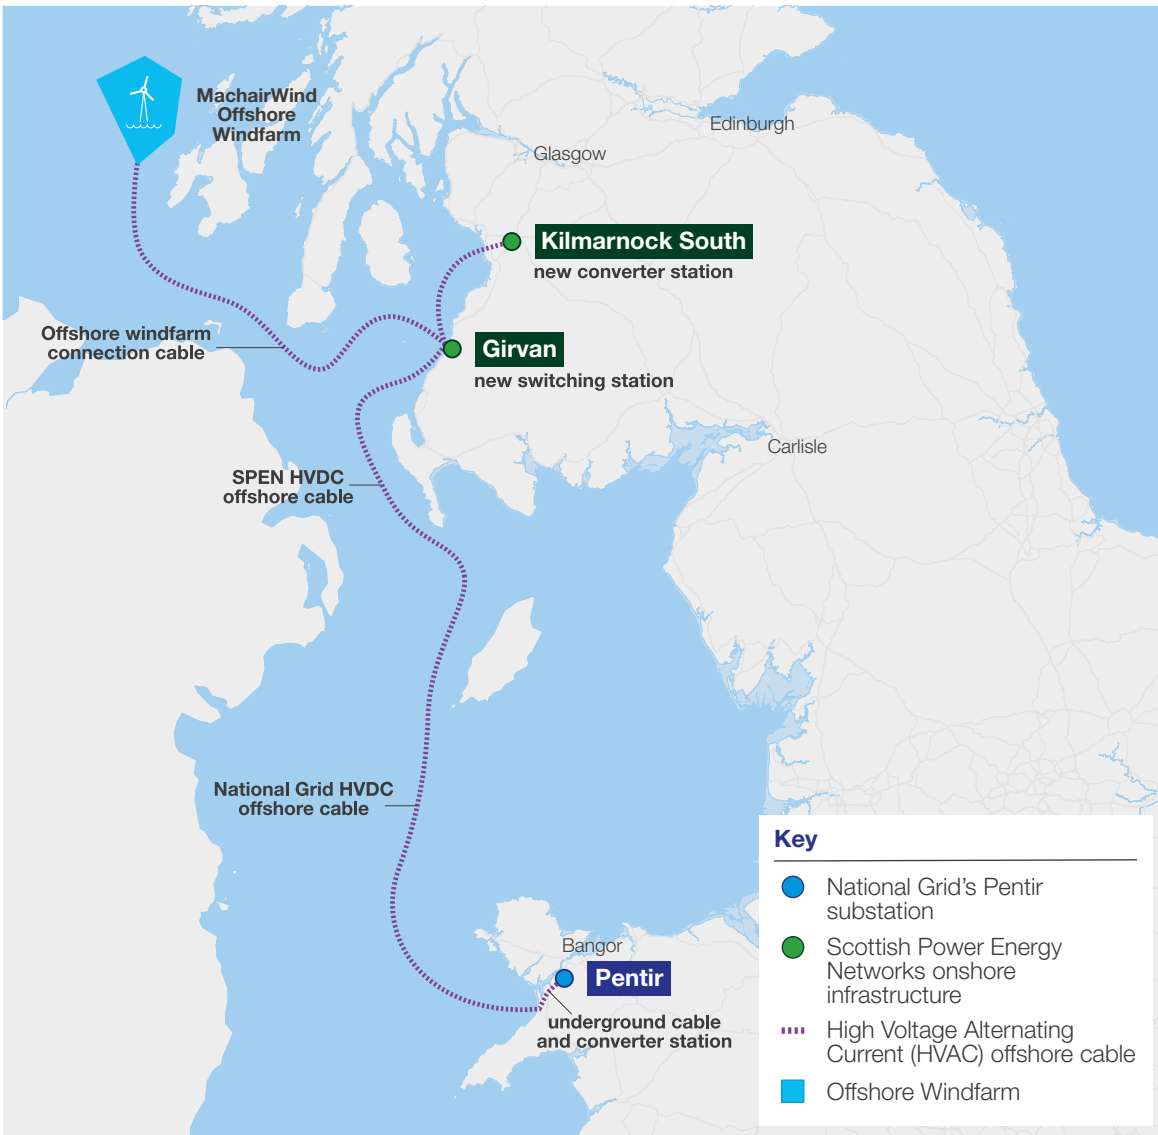 MachairWind
Offshore
Windfarm
Edinburgh
Glasgow
Kilmarnock South
new converter station
Offshore windfarm
connection cable
Girvan
new switching station
Carlisle
SPEN HVDC
offshore cable
National Grid HVDC
offshore cable
Bangor
Pentir
underground cable
and converter station
Key
National Grid's Pentir
substation
Scottish Power Energy
Networks onshore
infrastructure
High Voltage Alternating
Current (HVAC) offshore cable
Offshore Windfarm